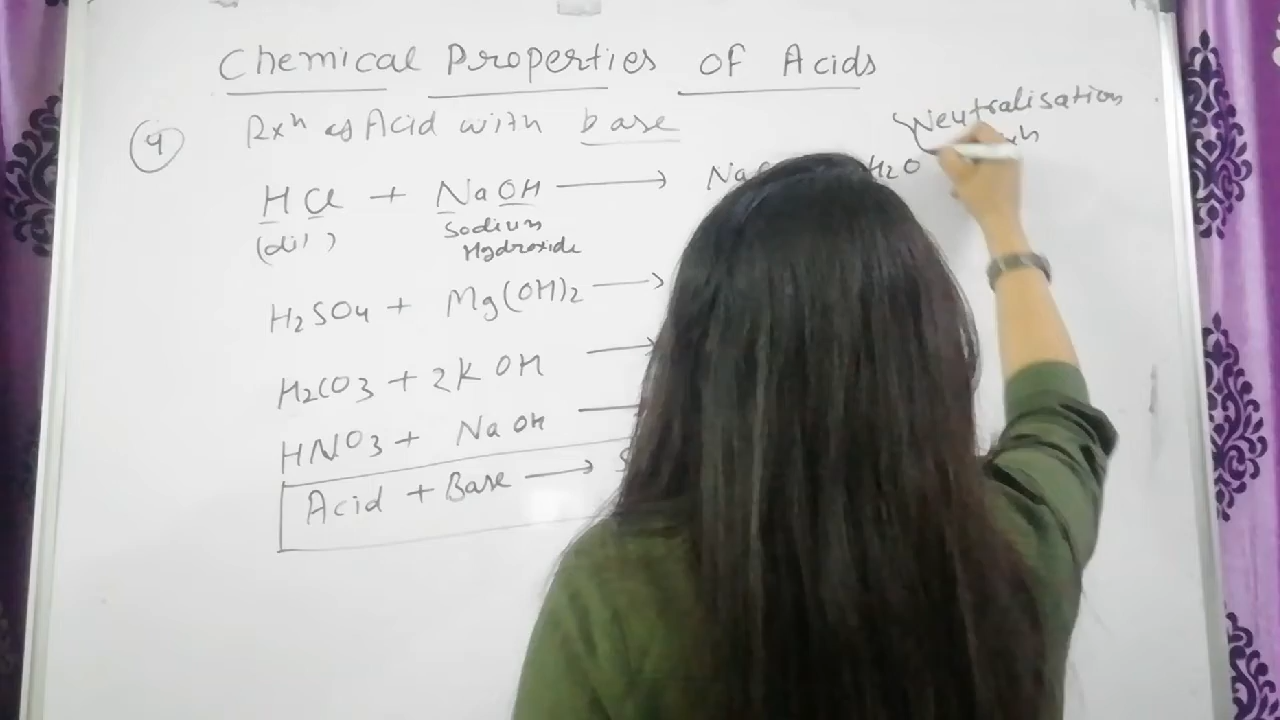 Chemical Properties of Acids
4 Rxn of Acid with base
Neutralisation
HCl + NaOH → Na H2O
(dil) Sodium
Hydroxide
H2SO4 + Mg(OH)2 →
H2CO3 + 2KOH →
HNO3 + NaOH →
Acid + Base → S